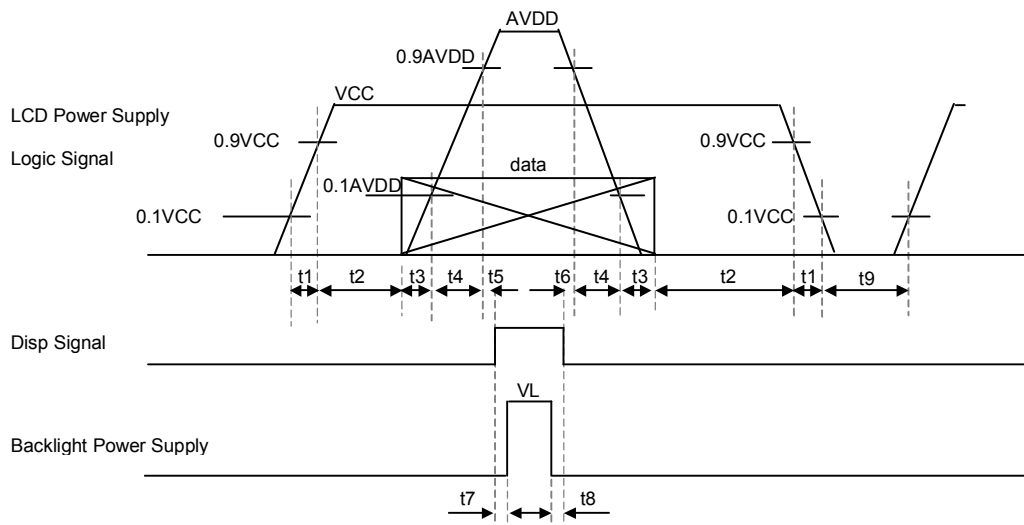 AVDD
0.9AVDD
VCC
LCD Power Supply
0.9VCC 0.9VCC
Logic Signal
data
0.1AVDD
0.1VCC 0.1VCC
t1 t2 t3 t4 t5 t6 t4 t3 t2 t1 t9
Disp Signal
VL
Backlight Power Supply
t7 t8